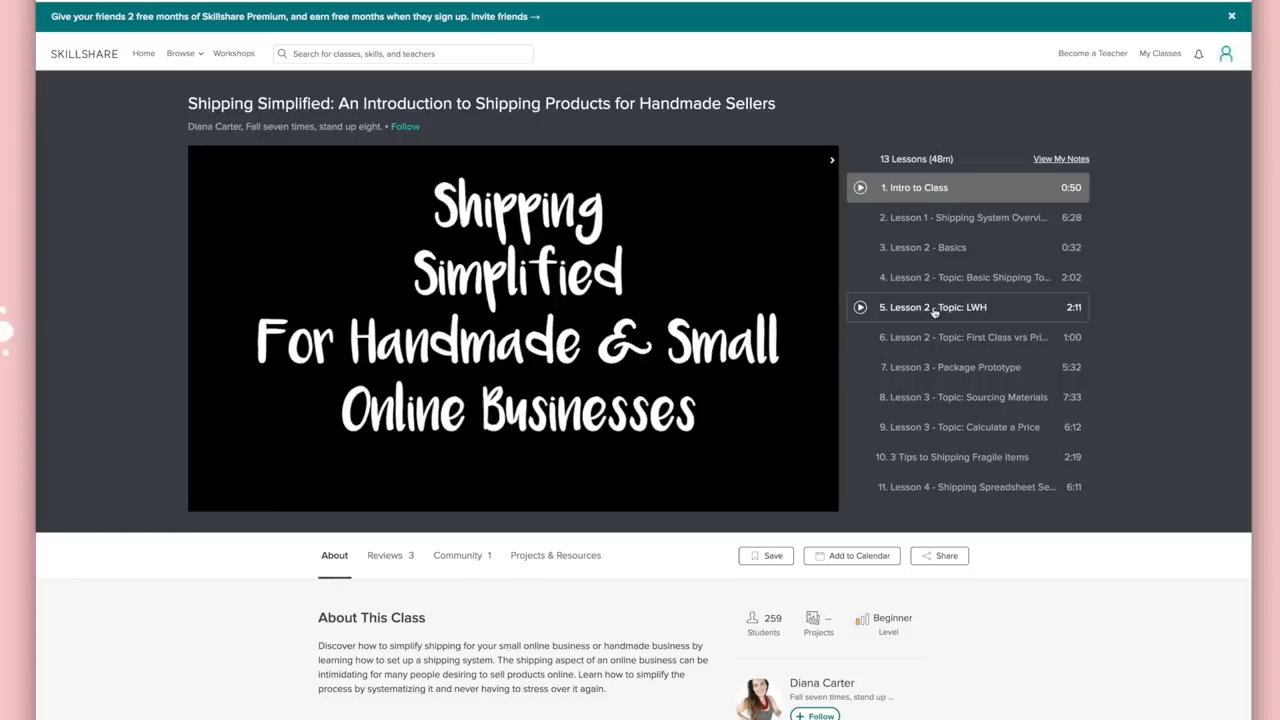 Give your friends 2 free months of Skillshare Premium, and earn free months when they sign up. Invite friends →
SKILLSHARE Home Browse Workshops Search for classes, skills, and teachers Become a Teacher My Classes
Shipping Simplified: An Introduction to Shipping Products for Handmade Sellers
Diana Carter, Fall seven times, stand up eight. • Follow
Shipping
Simplified
For Handmade & Small
Online Businesses
13 Lessons (48m) View My Notes
1. Intro to Class 0:50
2. Lesson 1 - Shipping System Overvi... 6:28
3. Lesson 2 - Basics 0:32
4. Lesson 2 - Topic: Basic Shipping To... 2:02
5. Lesson 2 - Topic: LWH 2:11
6. Lesson 2 - Topic: First Class vrs Pri... 1:00
7. Lesson 3 - Package Prototype 5:32
8. Lesson 3 - Topic: Sourcing Materials 7:33
9. Lesson 3 - Topic: Calculate a Price 6:12
10. 3 Tips to Shipping Fragile Items 2:19
11. Lesson 4 - Shipping Spreadsheet Se... 6:11
About Reviews 3 Community 1 Projects & Resources Save Add to Calendar Share
About This Class
Discover how to simplify shipping for your small online business or handmade business by
learning how to set up a shipping system. The shipping aspect of an online business can be
intimidating for many people desiring to sell products online. Learn how to simplify the
process by systematizing it and never having to stress over it again.
259 -- Beginner
Students Projects Level
Diana Carter
Fall seven times, stand up ...
+ Follow